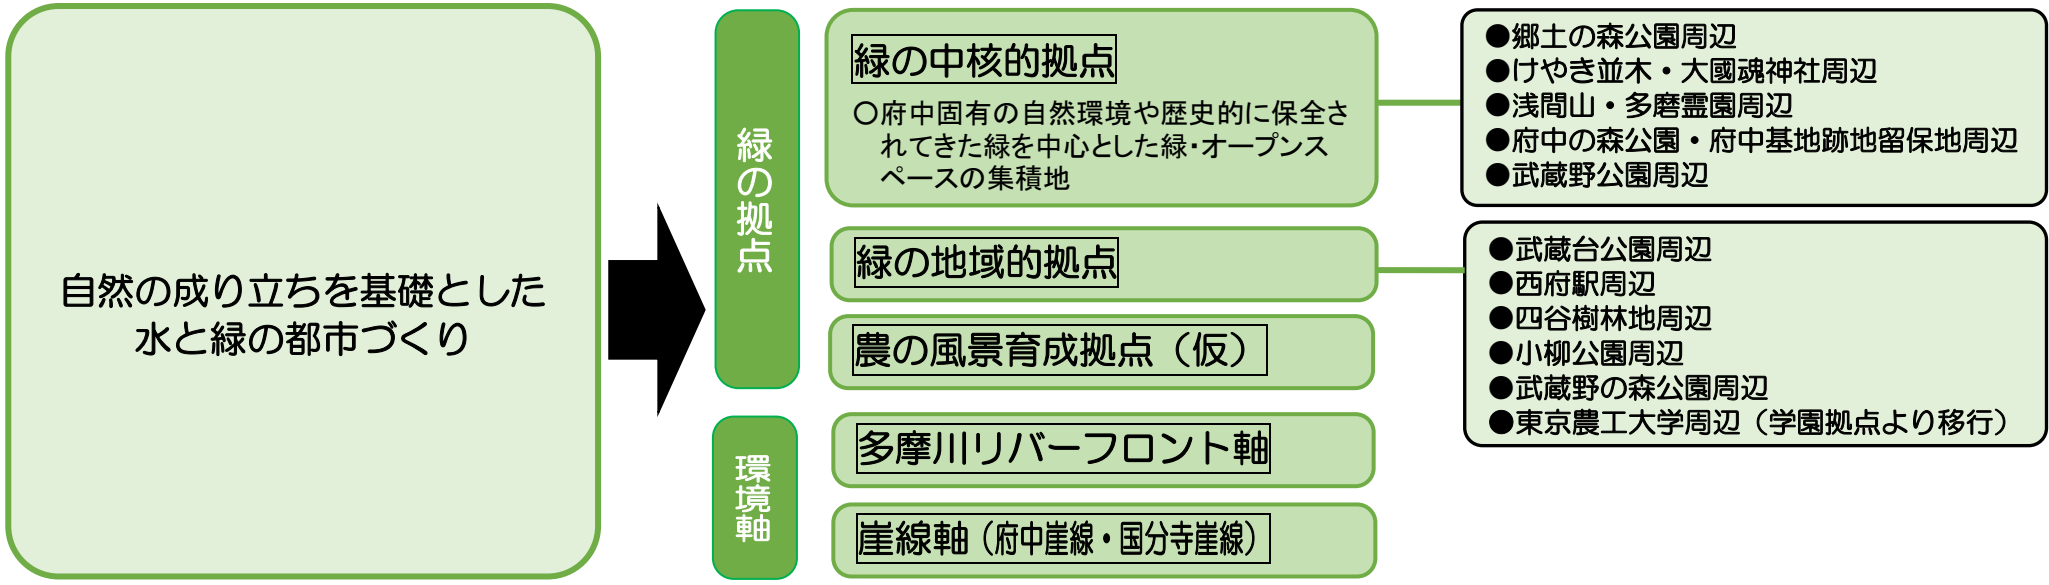 自然の成り立ちを基礎とした
水と緑の都市づくり
緑の拠点
緑の中核的拠点
〇府中固有の自然環境や歴史的に保全さ
れてきた緑を中心とした緑・オープンス
ペースの集積地
●郷土の森公園周辺
●けやき並木・大國魂神社周辺
●浅間山・多磨霊園周辺
●府中の森公園・府中基地跡地留保地周辺
●武蔵野公園周辺
緑の地域的拠点
●武蔵台公園周辺
●西府駅周辺
●四谷樹林地周辺
●小柳公園周辺
●武蔵野の森公園周辺
●東京農工大学周辺（学園拠点より移行）
農の風景育成拠点（仮）
環境軸
多摩川リバーフロント軸
崖線軸（府中崖線・国分寺崖線）